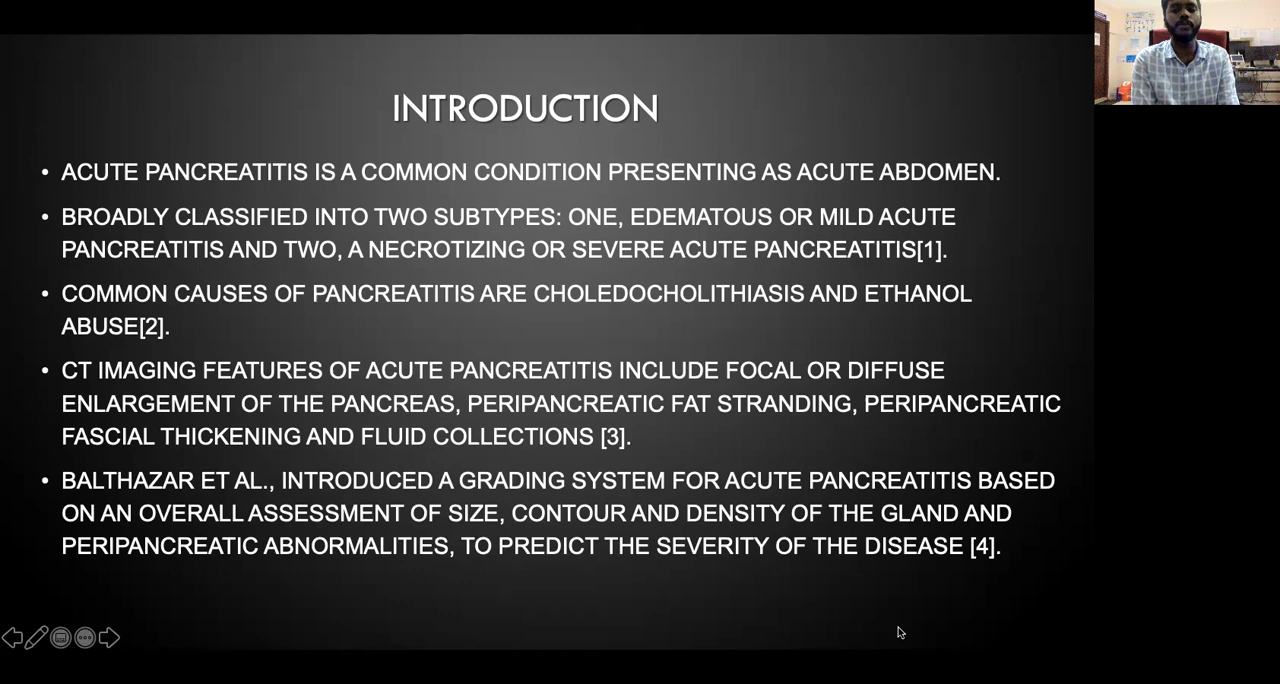 INTRODUCTION
• ACUTE PANCREATITIS IS A COMMON CONDITION PRESENTING AS ACUTE ABDOMEN.
• BROADLY CLASSIFIED INTO TWO SUBTYPES: ONE, EDEMATOUS OR MILD ACUTE
PANCREATITIS AND TWO, A NECROTIZING OR SEVERE ACUTE PANCREATITIS[1].
• COMMON CAUSES OF PANCREATITIS ARE CHOLEDOCHOLITHIASIS AND ETHANOL
ABUSE[2].
• CT IMAGING FEATURES OF ACUTE PANCREATITIS INCLUDE FOCAL OR DIFFUSE
ENLARGEMENT OF THE PANCREAS, PERIPANCREATIC FAT STRANDING, PERIPANCREATIC
FASCIAL THICKENING AND FLUID COLLECTIONS [3].
• BALTHAZAR ET AL., INTRODUCED A GRADING SYSTEM FOR ACUTE PANCREATITIS BASED
ON AN OVERALL ASSESSMENT OF SIZE, CONTOUR AND DENSITY OF THE GLAND AND
PERIPANCREATIC ABNORMALITIES, TO PREDICT THE SEVERITY OF THE DISEASE [4].